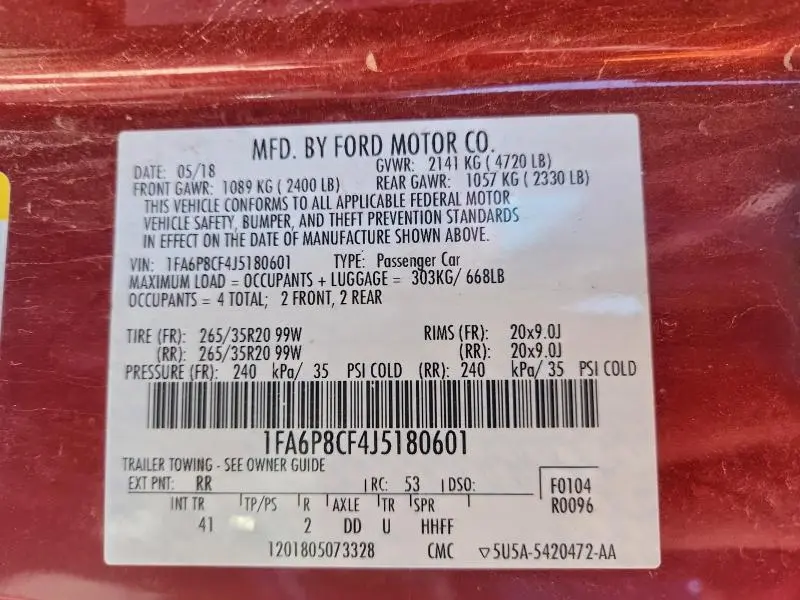 MFD. BY FORD MOTOR CO.
DATE: 05/18 GVWR: 2141 KG ( 4720 LB)
FRONT GAWR: 1089 KG ( 2400 LB) REAR GAWR: 1057 KG ( 2330 LB)
THIS VEHICLE CONFORMS TO ALL APPLICABLE FEDERAL MOTOR
VEHICLE SAFETY, BUMPER, AND THEFT PREVENTION STANDARDS
IN EFFECT ON THE DATE OF MANUFACTURE SHOWN ABOVE.
VIN: 1FA6P8CF4J5180601 TYPE: Passenger Car
MAXIMUM LOAD = OCCUPANTS + LUGGAGE = 303KG/ 668LB
OCCUPANTS = 4 TOTAL; 2 FRONT, 2 REAR
TIRE (FR): 265/35R20 99W RIMS (FR): 20x9.0J
(RR): 265/35R20 99W (RR): 20x9.0J
PRESSURE (FR): 240 kPa/ 35 PSI COLD (RR): 240 kPa/ 35 PSI COLD
1FA6P8CF4J5180601
TRAILER TOWING - SEE OWNER GUIDE
EXT PNT: RR RC: 53 DSO: F0104
INT TR TP/PS R AXLE TR SPR R0096
41 2 DD U HHFF
1201805073328 CMC ▽5U5A-5420472-AA